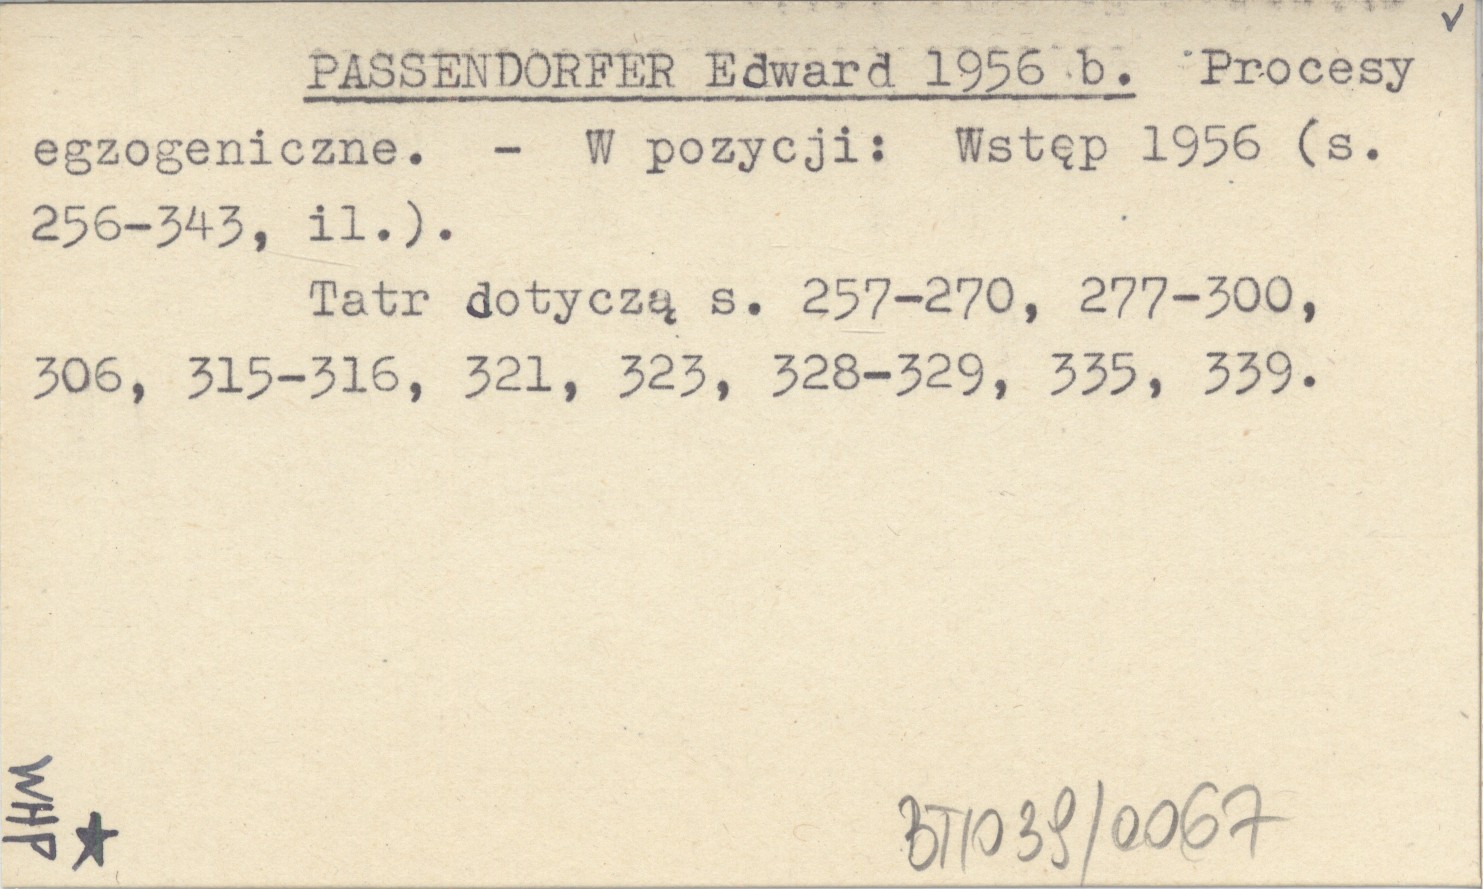 PASSENDORFER Edward 1956 b. Procesy
egzogeniczne. - W pozycji: Wstęp 1956 (s.
256-343, il.).
Tatr dotyczą s. 257-270, 277-300,
306, 315-316, 321, 323, 328-329, 335, 339.
WHP
BT1039/0067